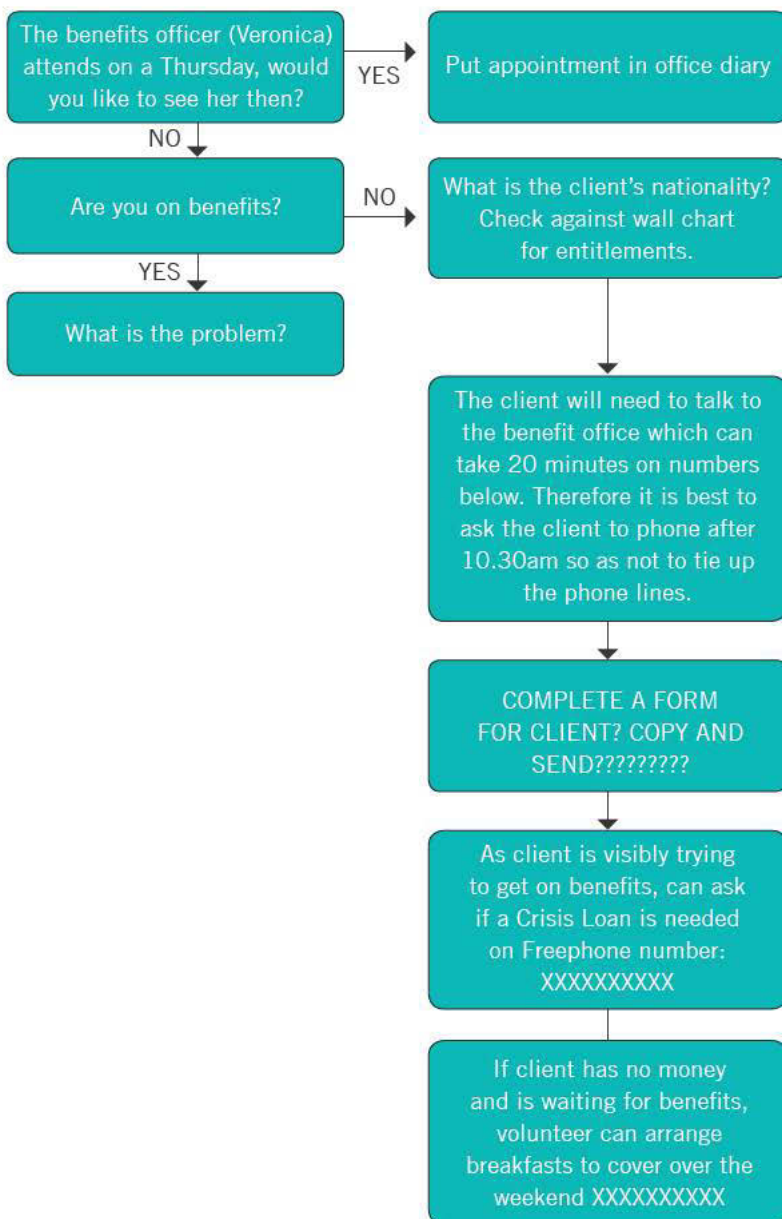 The benefits officer (Veronica)
attends on a Thursday, would
you like to see her then?
YES
Put appointment in office diary
NO
Are you on benefits?
NO
What is the client’s nationality?
Check against wall chart
for entitlements.
YES
What is the problem?
The client will need to talk to
the benefit office which can
take 20 minutes on numbers
below. Therefore it is best to
ask the client to phone after
10.30am so as not to tie up
the phone lines.
COMPLETE A FORM
FOR CLIENT? COPY AND
SEND?????????
As client is visibly trying
to get on benefits, can ask
if a Crisis Loan is needed
on Freephone number:
XXXXXXXXXX
If client has no money
and is waiting for benefits,
volunteer can arrange
breakfasts to cover over the
weekend XXXXXXXXXX